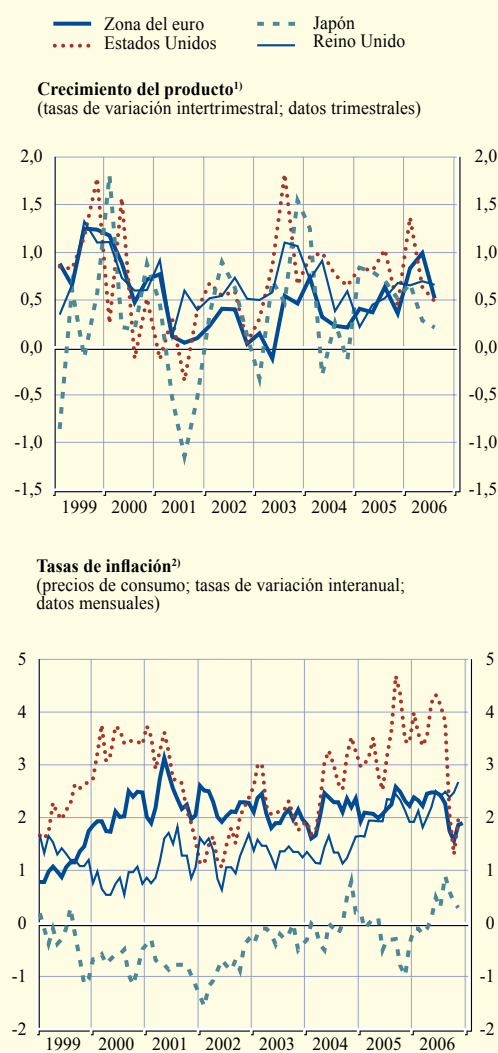 Zona del euro Japón
Estados Unidos Reino Unido
Crecimiento del producto1)
(tasas de variación intertrimestral; datos trimestrales)
2,0 2,0
1,5 1,5
1,0 1,0
0,5 0,5
0,0 0,0
-0,5 -0,5
-1,0 -1,0
-1,5 -1,5
1999 2000 2001 2002 2003 2004 2005 2006
Tasas de inflación2)
(precios de consumo; tasas de variación interanual;
datos mensuales)
5 5
4 4
3 3
2 2
1 1
0 0
-1 -1
-2 -2
1999 2000 2001 2002 2003 2004 2005 2006